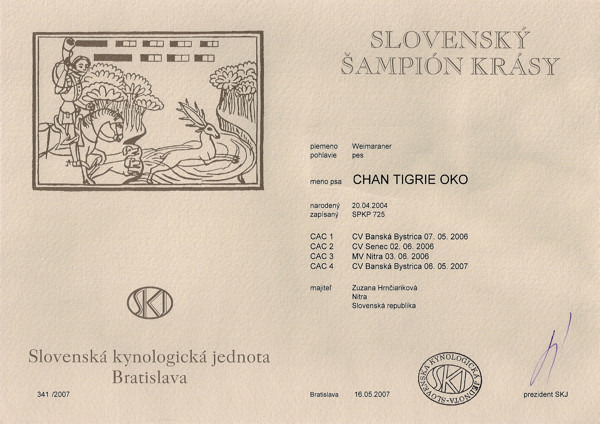 SLOVENSKÝ
ŠAMPIÓN KRÁSY
plemeno Weimaraner
pohlavie pes
meno psa CHAN TIGRIE OKO
narodený 20.04.2004
zapísaný SPKP 725
CAC 1 CV Banská Bystrica 07. 05. 2006
CAC 2 CV Senec 02. 06. 2006
CAC 3 MV Nitra 03. 06. 2006
CAC 4 CV Banská Bystrica 06. 05. 2007
majiteľ Zuzana Hrnčiariková
Nitra
Slovenská republika
SKJ
Slovenská kynologická jednota
Bratislava
341 /2007
Bratislava 16.05.2007
SLOVENSKÁ KYNOLOGICKÁ JEDNOTA
SKJ
prezident SKJ